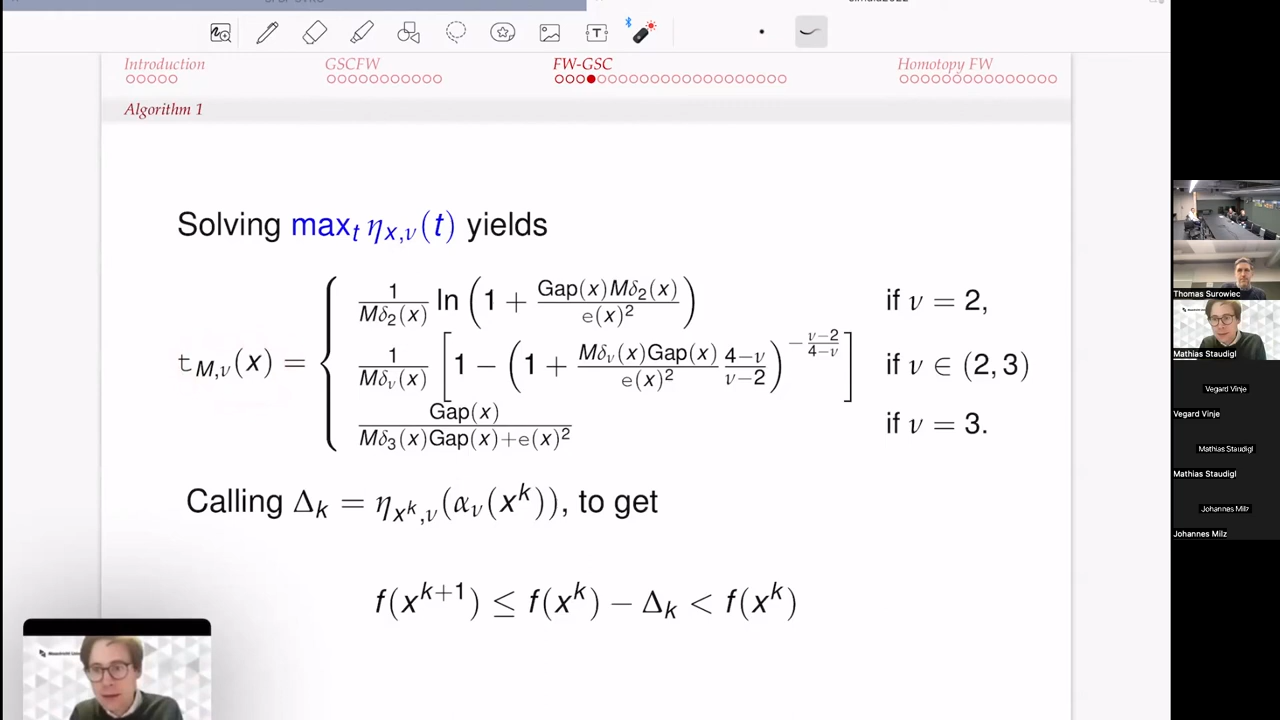 Introduction
GSCFW
FW-GSC
Homotopy FW
Algorithm 1
Solving max_t η_{x,ν}(t) yields
t_{M,ν}(x) = { 1/(Mδ_2(x)) ln(1 + Gap(x)Mδ_2(x)/e(x)^2) if ν = 2,
1/(Mδ_ν(x)) [1 − (1 + Mδ_ν(x)Gap(x)/e(x)^2 (4−ν)/(ν−2))^{−(ν−2)/(4−ν)}] if ν ∈ (2, 3)
Gap(x)/(Mδ_3(x)Gap(x)+e(x)^2) if ν = 3.
Calling Δ_k = η_{x^k,ν}(α_ν(x^k)), to get
f(x^{k+1}) ≤ f(x^k) − Δ_k < f(x^k)
Thomas Surowiec
Mathias Staudigl
Vegard Vinje
Vegard Vinje
Mathias Staudigl
Mathias Staudigl
Johannes Milz
Johannes Milz